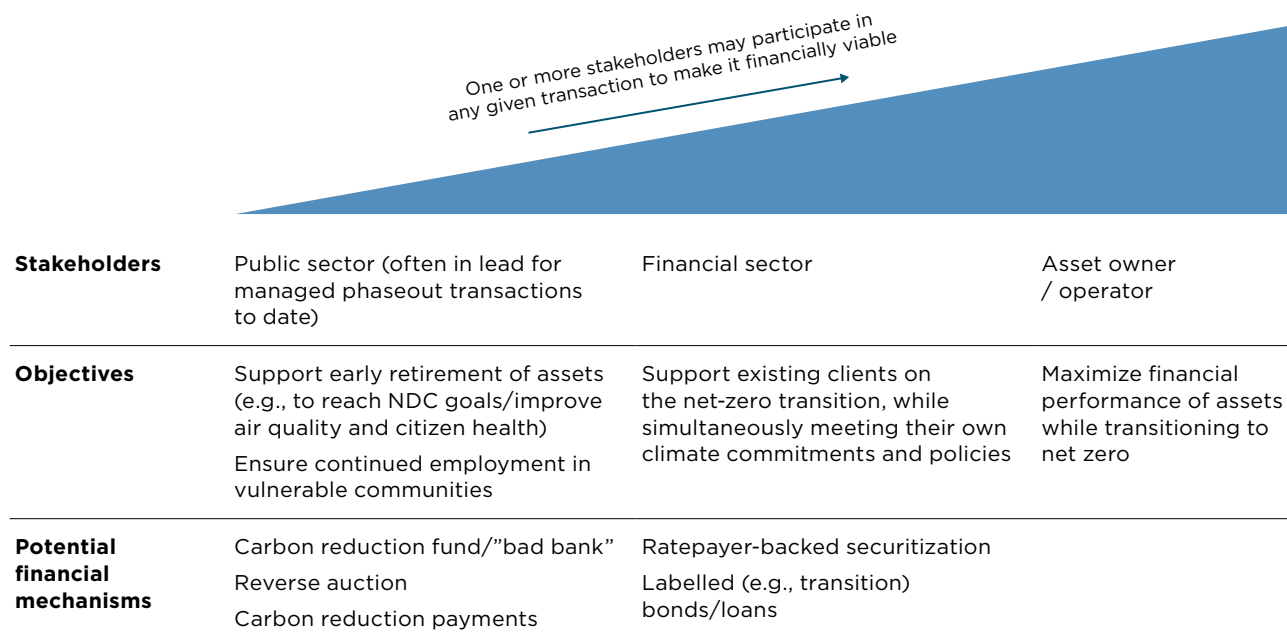 One or more stakeholders may participate in
any given transaction to make it financially viable
Stakeholders
Public sector (often in lead for
managed phaseout transactions
to date)
Financial sector
Asset owner
/ operator
Objectives
Support early retirement of assets
(e.g., to reach NDC goals/improve
air quality and citizen health)
Ensure continued employment in
vulnerable communities
Support existing clients on
the net-zero transition, while
simultaneously meeting their own
climate commitments and policies
Maximize financial
performance of assets
while transitioning to
net zero
Potential
financial
mechanisms
Carbon reduction fund/”bad bank”
Reverse auction
Carbon reduction payments
Ratepayer-backed securitization
Labelled (e.g., transition)
bonds/loans